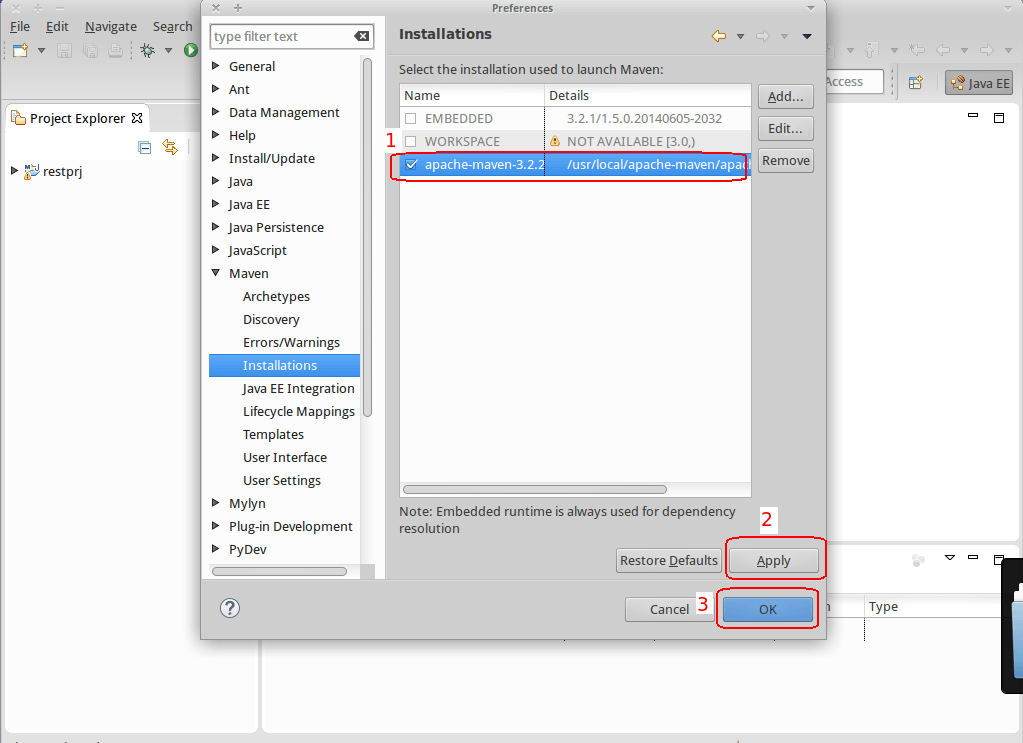 Preferences
File Edit Navigate Search
type filter text
Installations
Access
Java EE
Project Explorer
restprj
General
Ant
Data Management
Help
Install/Update
Java
Java EE
Java Persistence
JavaScript
Maven
Archetypes
Discovery
Errors/Warnings
Installations
Java EE Integration
Lifecycle Mappings
Templates
User Interface
User Settings
Mylyn
Plug-in Development
PyDev
Select the installation used to launch Maven:
Name Details
EMBEDDED 3.2.1/1.5.0.20140605-2032
1
WORKSPACE NOT AVAILABLE [3.0,)
apache-maven-3.2.2 /usr/local/apache-maven/apac
Add...
Edit...
Remove
Note: Embedded runtime is always used for dependency
resolution
2
Restore Defaults Apply
Cancel 3 OK
Type